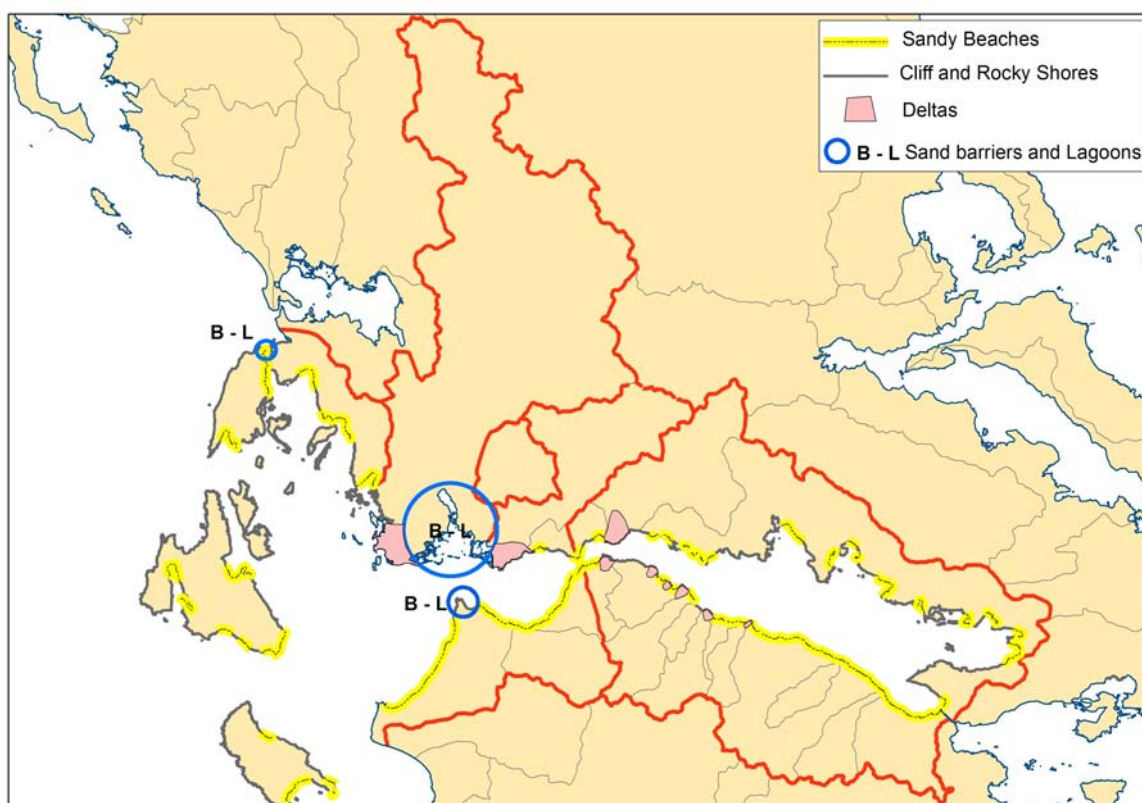 Sandy Beaches
Cliff and Rocky Shores
Deltas
B - L Sand barriers and Lagoons
B - L
B - L
B - L